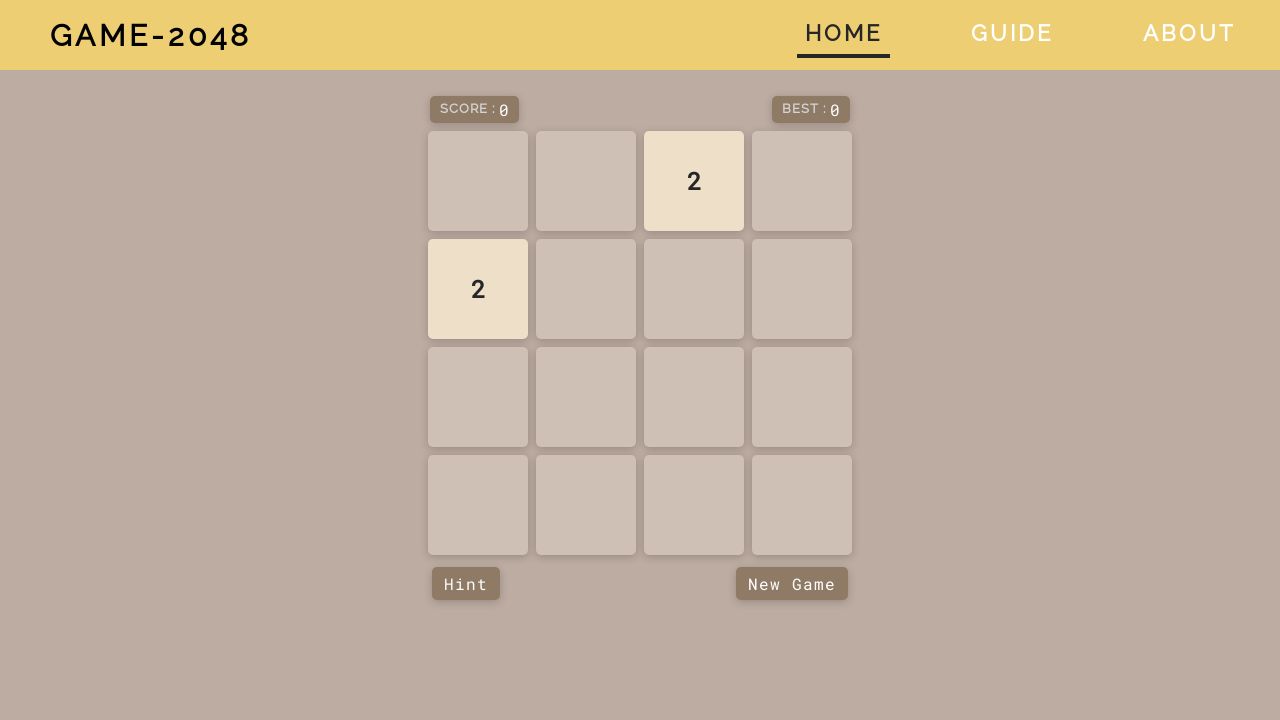 GAME-2048
HOME GUIDE ABOUT
SCORE : 0 BEST : 0
2
2
Hint New Game